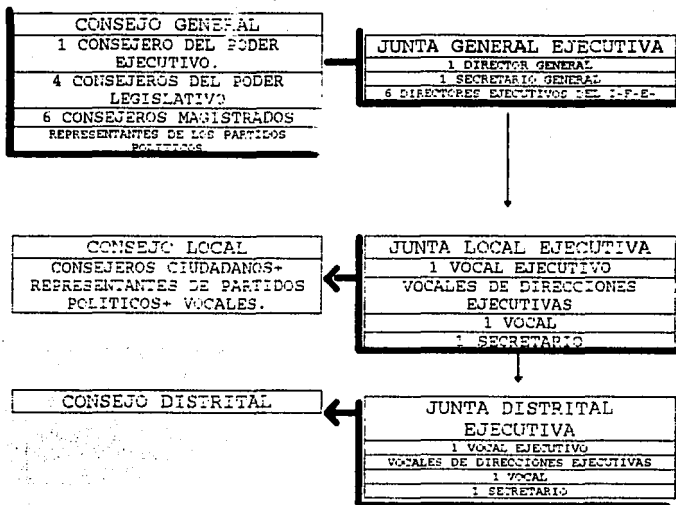 CONSEJO GENERAL
1 CONSEJERO DEL PODER
EJECUTIVO.
4 CONSEJEROS DEL PODER
LEGISLATIVO
6 CONSEJEROS MAGISTRADOS
REPRESENTANTES DE LOS PARTIDOS
POLITICOS
JUNTA GENERAL EJECUTIVA
1 DIRECTOR GENERAL
1 SECRETARIO GENERAL
6 DIRECTORES EJECUTIVOS DEL I-F-E-
CONSEJO LOCAL
CONSEJEROS CIUDADANOS+
REPRESENTANTES DE PARTIDOS
POLITICOS+ VOCALES.
JUNTA LOCAL EJECUTIVA
1 VOCAL EJECUTIVO
VOCALES DE DIRECCIONES
EJECUTIVAS
1 VOCAL
1 SECRETARIO
CONSEJO DISTRITAL
JUNTA DISTRITAL
EJECUTIVA
1 VOCAL EJECUTIVO
VOCALES DE DIRECCIONES EJECUTIVAS
1 VOCAL
1 SECRETARIO